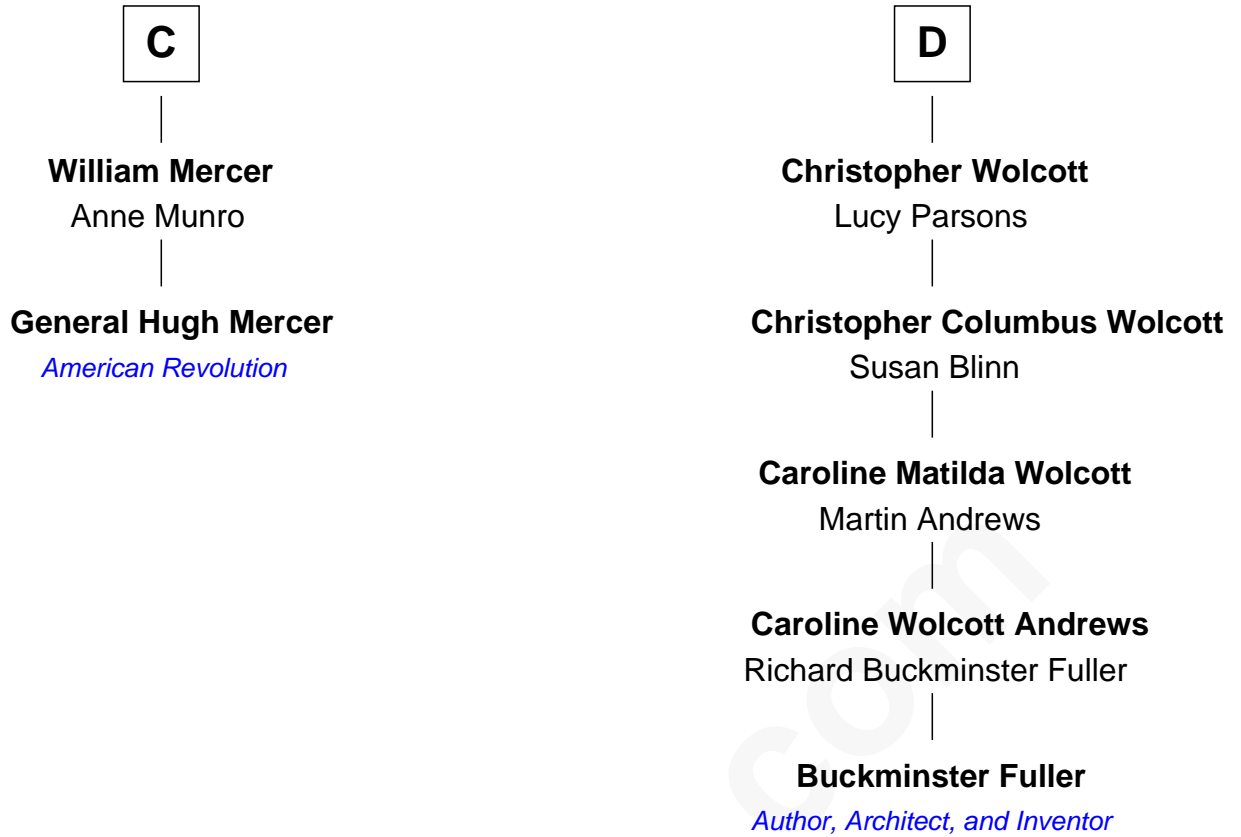 C
William Mercer
Anne Munro
General Hugh Mercer
American Revolution
D
Christopher Wolcott
Lucy Parsons
Christopher Columbus Wolcott
Susan Blinn
Caroline Matilda Wolcott
Martin Andrews
Caroline Wolcott Andrews
Richard Buckminster Fuller
Buckminster Fuller
Author, Architect, and Inventor
com